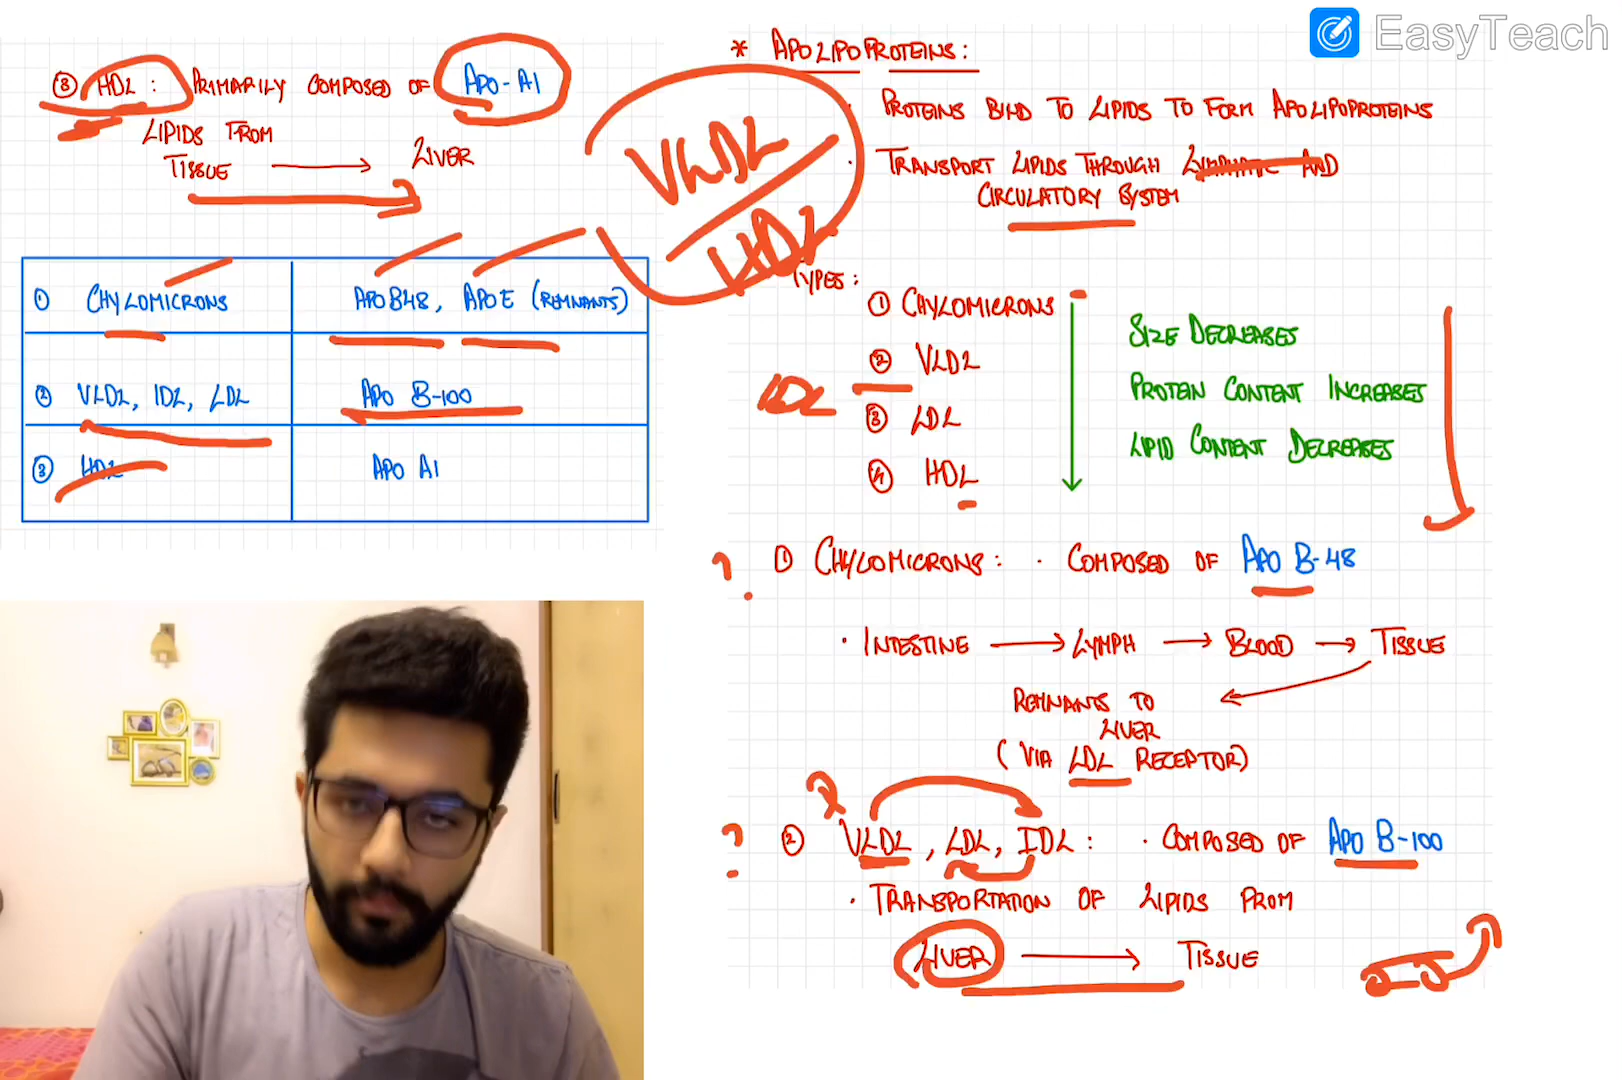 EasyTeach
③ HDL : PRIMARILY COMPOSED OF APO-A1
LIPIDS FROM
TISSUE → LIVER
① CHYLOMICRONS APO B48, APO E (REMNANTS)
② VLDL, IDL, LDL APO B-100
③ HDL APO A1
VLDL
HDL
* APOLIPOPROTEINS :
PROTEINS BIND TO LIPIDS TO FORM APOLIPOPROTEINS
· TRANSPORT LIPIDS THROUGH LYMPHATIC AND
CIRCULATORY SYSTEM
TYPES :
① CHYLOMICRONS
② VLDL
IDL
③ LDL
④ HDL
SIZE DECREASES
PROTEIN CONTENT INCREASES
LIPID CONTENT DECREASES
? ① CHYLOMICRONS : · COMPOSED OF APO B-48
· INTESTINE → LYMPH → BLOOD → TISSUE
REMNANTS TO
LIVER
( VIA LDL RECEPTOR)
? ② VLDL, LDL, IDL : · COMPOSED OF APO B-100
· TRANSPORTATION OF LIPIDS FROM
LIVER → TISSUE